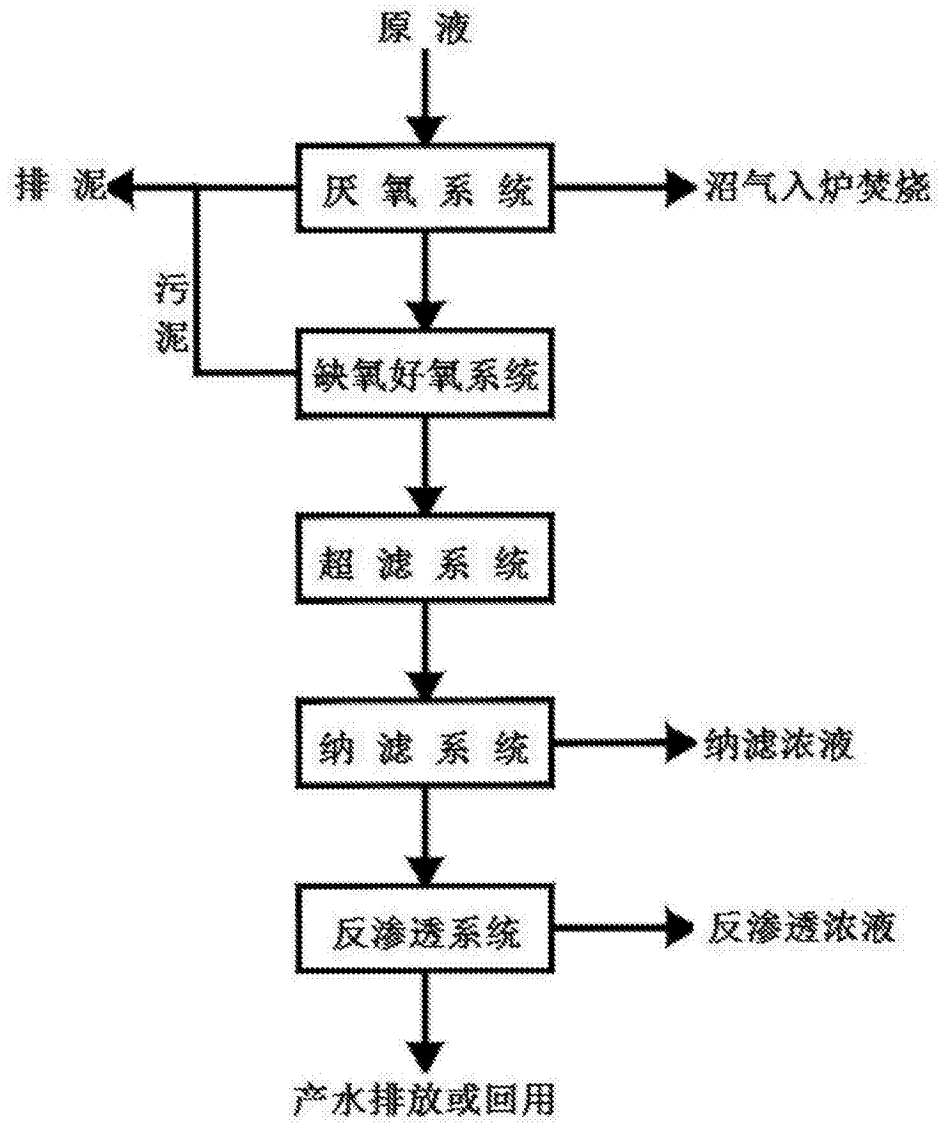 原液
排泥
厌氧系统
沼气入炉焚烧
污泥
缺氧好氧系统
超滤系统
纳滤系统
纳滤浓液
反渗透系统
反渗透浓液
产水排放或回用